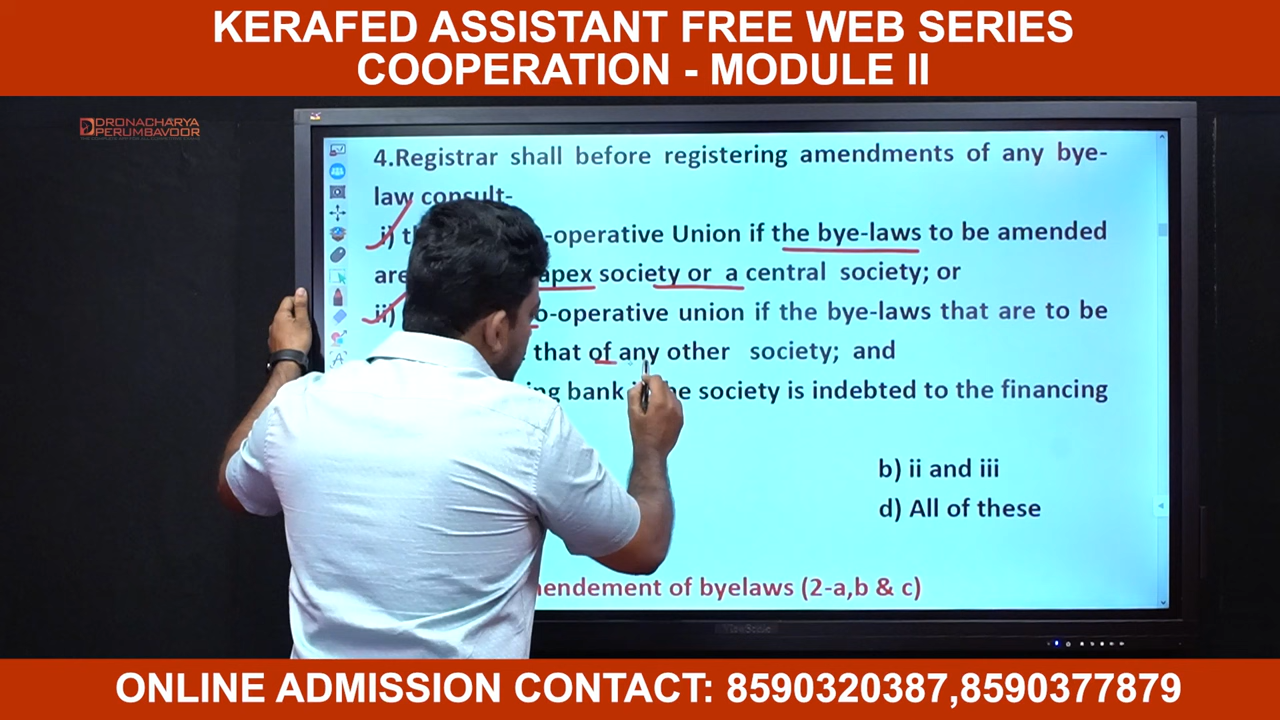 KERAFED ASSISTANT FREE WEB SERIES
COOPERATION - MODULE II
DRONACHARYA
PERUMBAVOOR
4.Registrar shall before registering amendments of any bye-
law consult-
i) -operative Union if the bye-laws to be amended
are apex society or a central society; or
ii) o-operative union if the bye-laws that are to be
that of any other society; and
ng bank the society is indebted to the financing
b) ii and iii
d) All of these
endement of byelaws (2-a,b & c)
ViewSonic
ONLINE ADMISSION CONTACT: 8590320387,8590377879